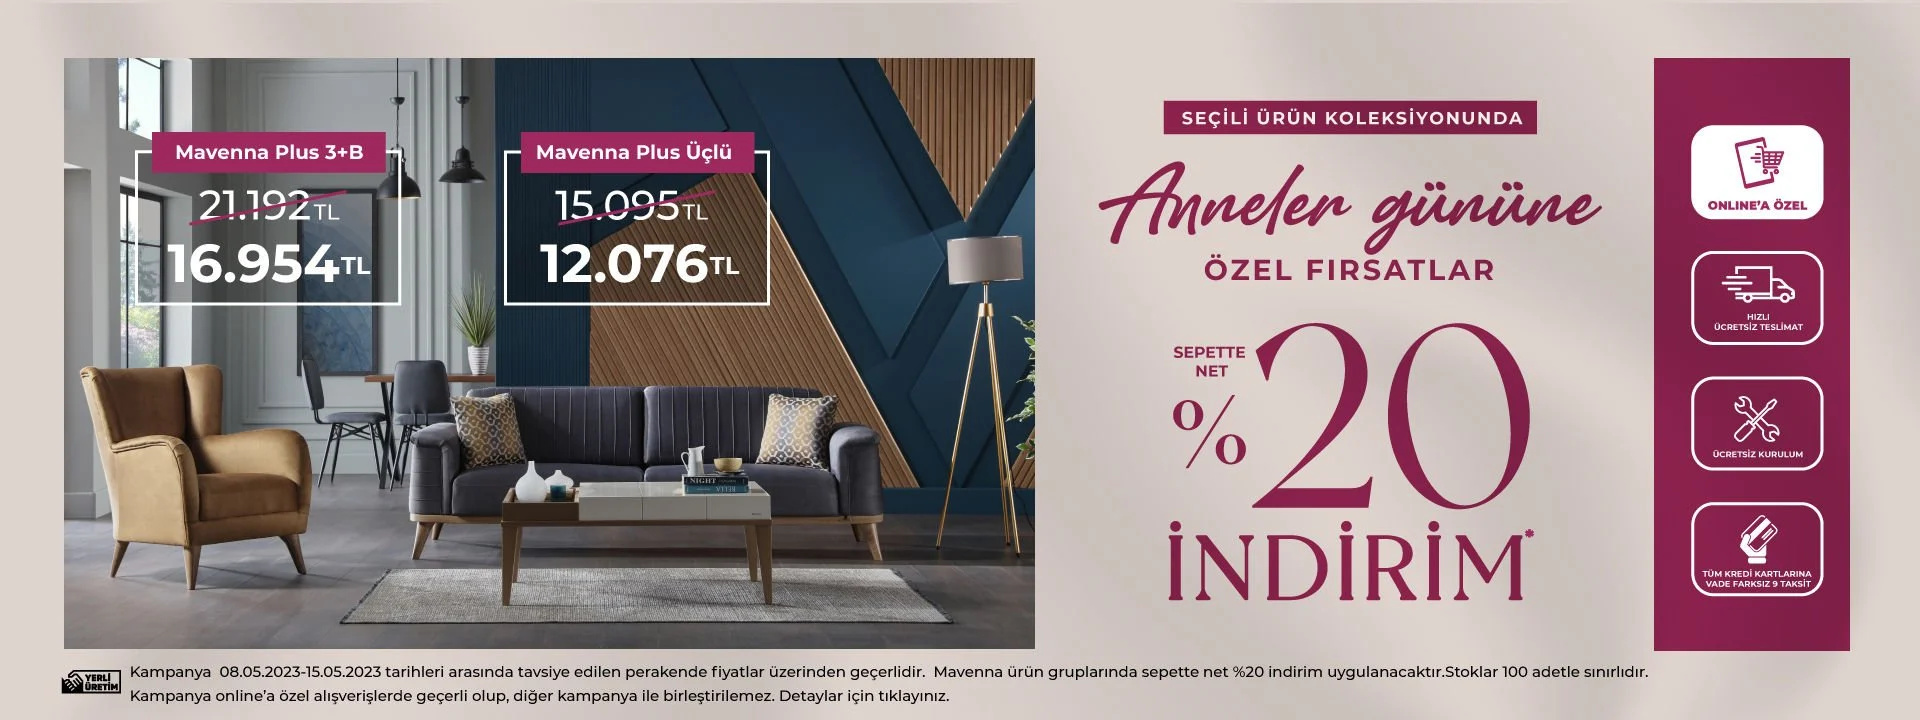 Mavenna Plus 3+B
21.192TL
16.954TL
Mavenna Plus Üçlü
15.095TL
12.076TL
NIGHT
BELLA
SEÇİLİ ÜRÜN KOLEKSİYONUNDA
Anneler gününe
ÖZEL FIRSATLAR
SEPETTE
NET
%20
İNDİRİM*
ONLINE'A ÖZEL
HIZLI
ÜCRETSİZ TESLİMAT
ÜCRETSİZ KURULUM
TÜM KREDİ KARTLARINA
VADE FARKSIZ 9 TAKSİT
YERLİ
ÜRETİM
Kampanya 08.05.2023-15.05.2023 tarihleri arasında tavsiye edilen perakende fiyatlar üzerinden geçerlidir. Mavenna ürün gruplarında sepette net %20 indirim uygulanacaktır.Stoklar 100 adetle sınırlıdır.
Kampanya online'a özel alışverişlerde geçerli olup, diğer kampanya ile birleştirilemez. Detaylar için tıklayınız.